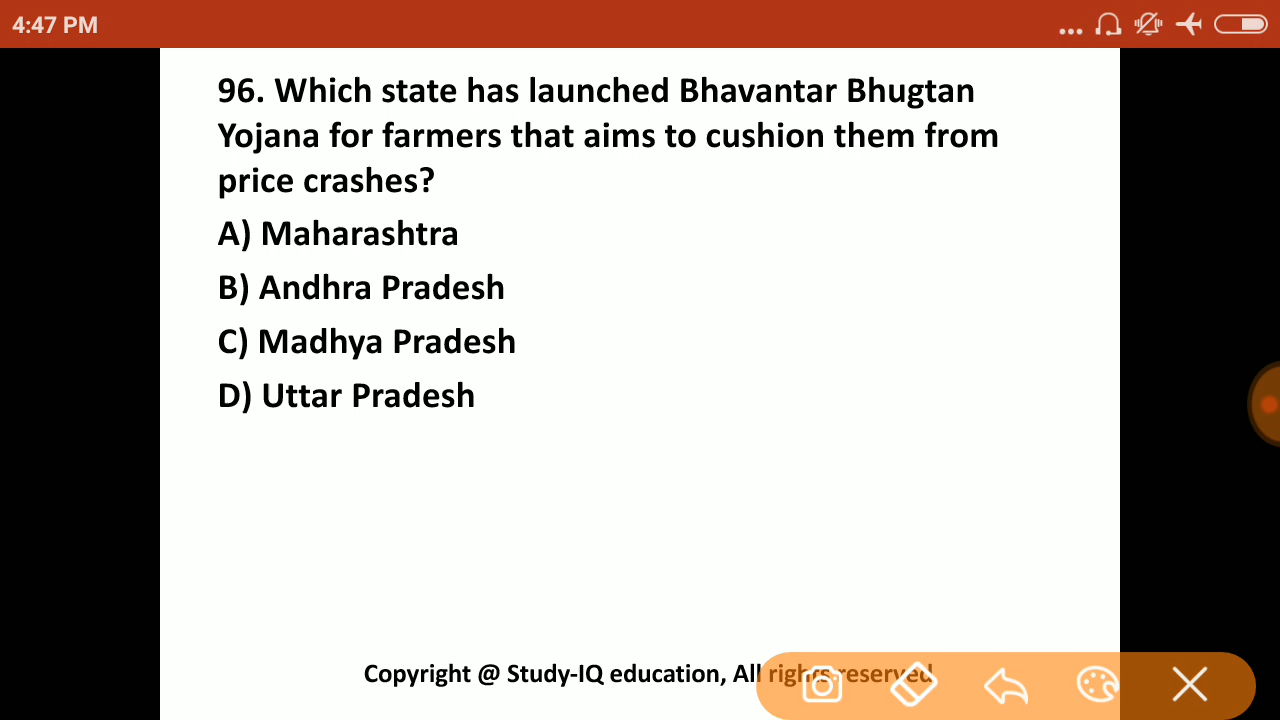 4:47 PM
96. Which state has launched Bhavantar Bhugtan
Yojana for farmers that aims to cushion them from
price crashes?
A) Maharashtra
B) Andhra Pradesh
C) Madhya Pradesh
D) Uttar Pradesh
Copyright @ Study-IQ education, All rights reserved